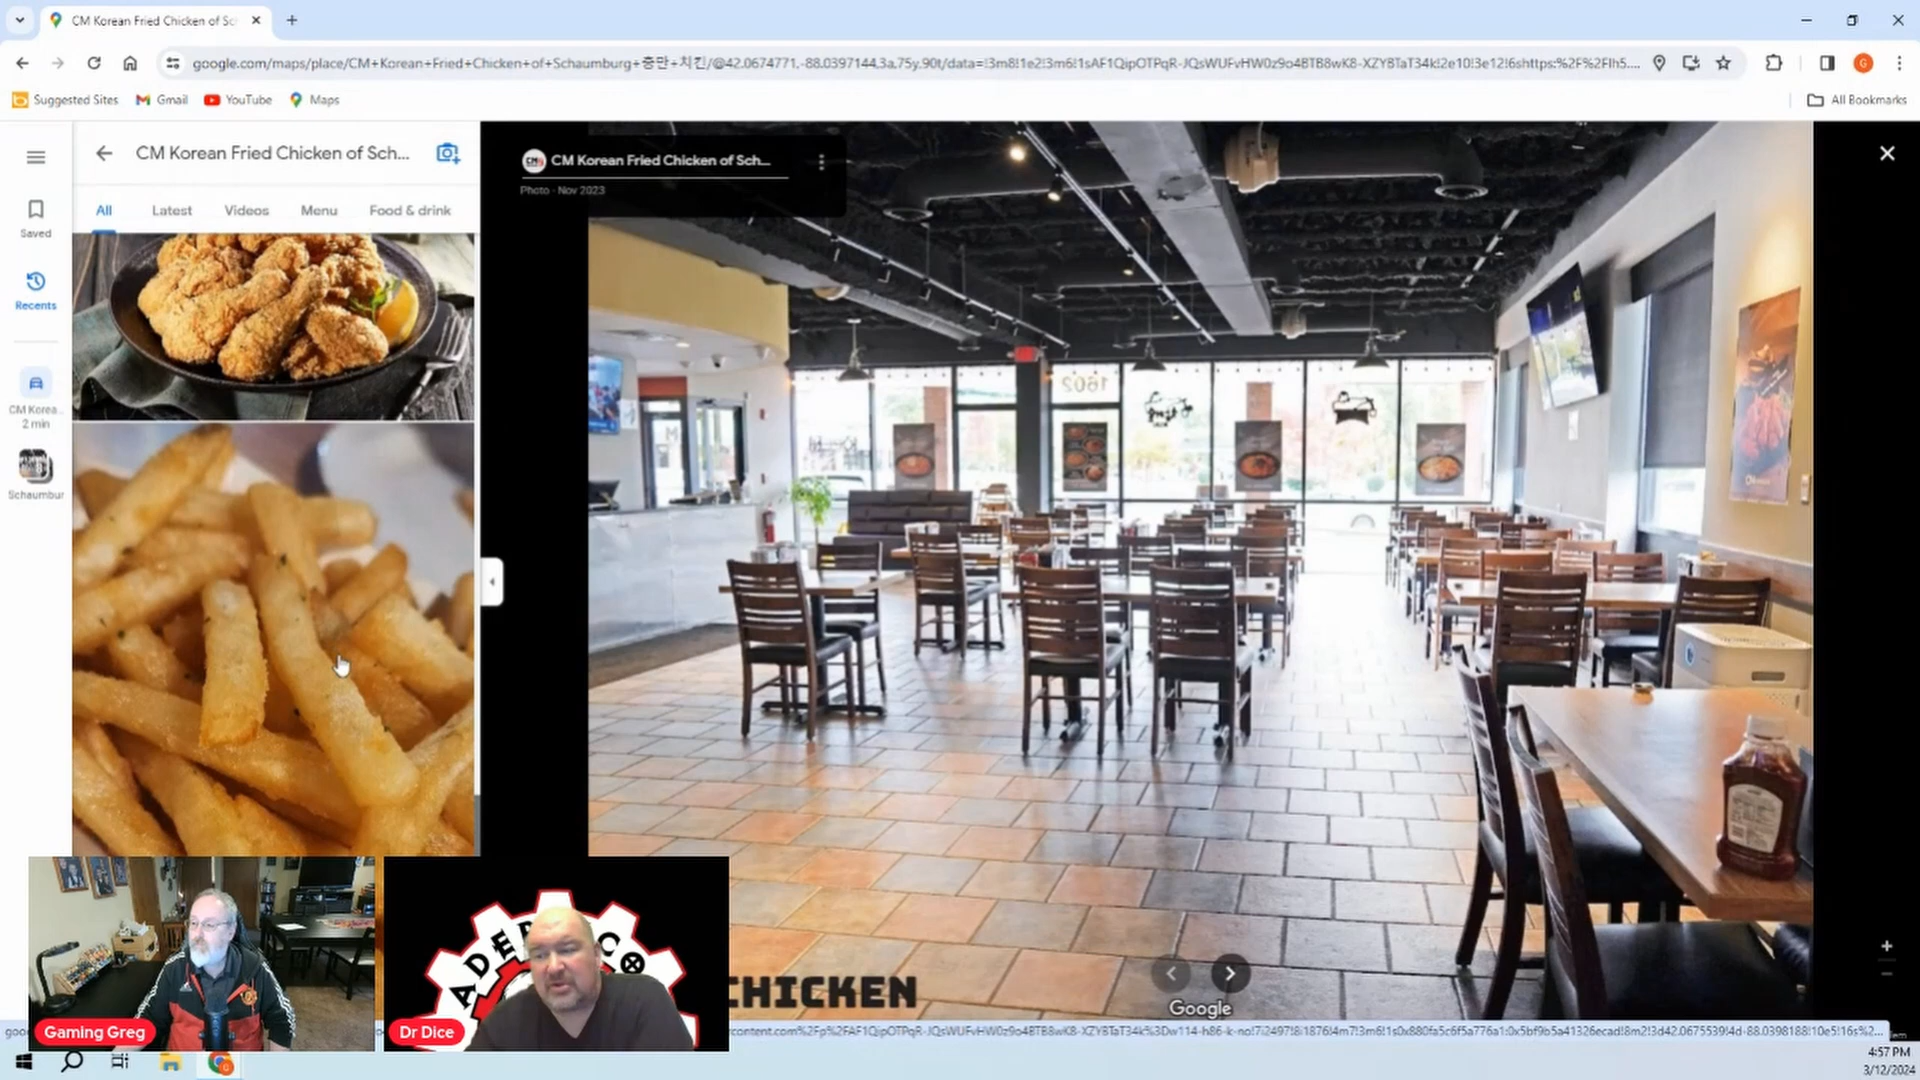 CM Korean Fried Chicken of Sc
google.com/maps/place/CM+Korean+Fried+Chicken+of+Schaumburg+충만+치킨/@42.0674771,-88.0397144,3a,75y,90t/data=
Suggested Sites
Gmail
YouTube
Maps
All Bookmarks
CM Korean Fried Chicken of Sch...
All
Latest
Videos
Menu
Food & drink
Saved
Recents
CM Korea...
2 min
Schaumbur
CM Korean Fried Chicken of Sch...
Photo - Nov 2023
1602
CHICKEN
Google
Gaming Greg
Dr Dice
4:57 PM
3/12/2024